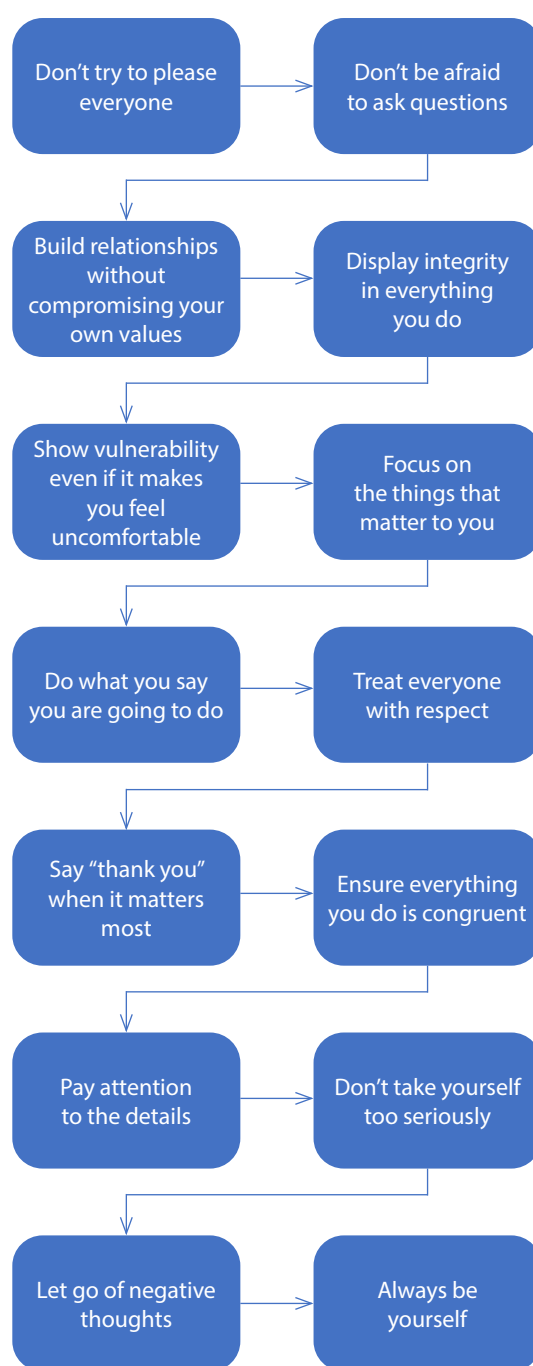 Don’t try to please
everyone
Don’t be afraid
to ask questions
Build relationships
without
compromising your
own values
Display integrity
in everything
you do
Show vulnerability
even if it makes
you feel
uncomfortable
Focus on
the things that
matter to you
Do what you say
you are going to do
Treat everyone
with respect
Say “thank you”
when it matters
most
Ensure everything
you do is congruent
Pay attention
to the details
Don’t take yourself
too seriously
Let go of negative
thoughts
Always be
yourself